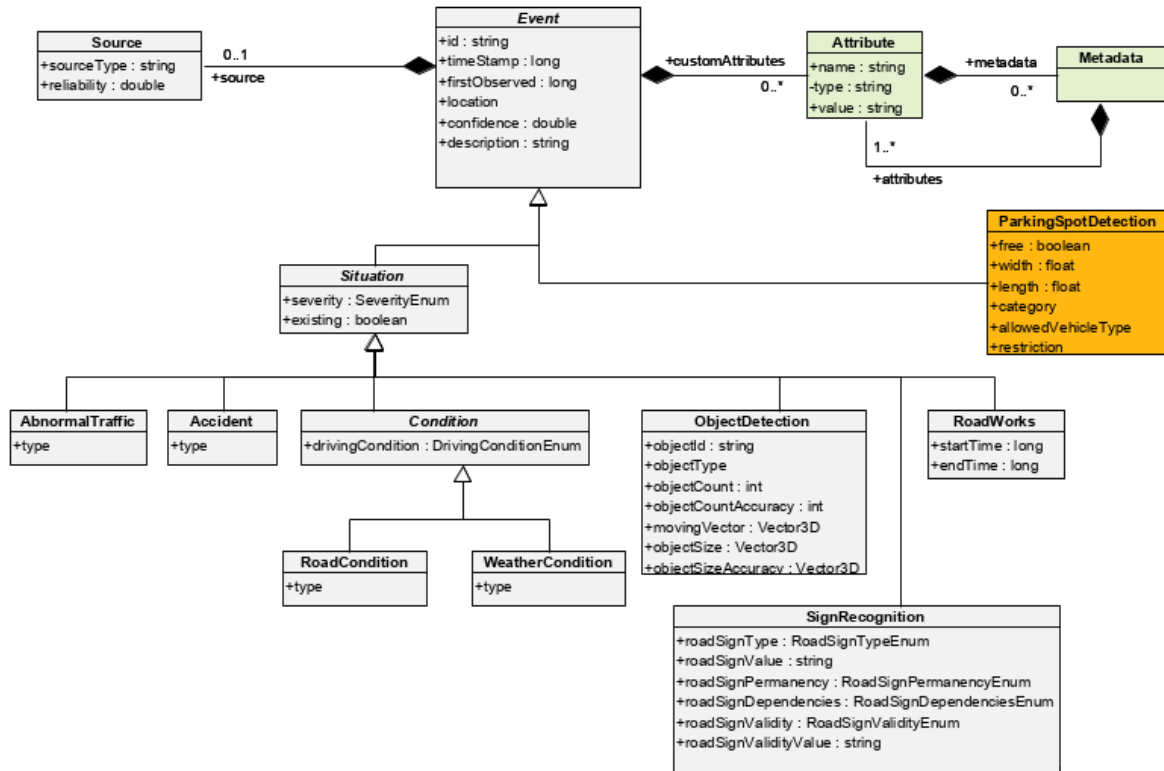 Source
+sourceType : string
+reliability : double
0..1
+source
Event
+id : string
+timeStamp : long
+firstObserved : long
+location
+confidence : double
+description : string
+customAttributes
0..*
Attribute
+name : string
-type : string
+value : string
+metadata
0..*
Metadata
1..*
+attributes
ParkingSpotDetection
+free : boolean
+width : float
+length : float
+category
+allowedVehicleType
+restriction
Situation
+severity : SeverityEnum
+existing : boolean
AbnormalTraffic
+type
Accident
+type
Condition
+drivingCondition : DrivingConditionEnum
ObjectDetection
+objectId : string
+objectType
+objectCount : int
+objectCountAccuracy : int
+movingVector : Vector3D
+objectSize : Vector3D
+objectSizeAccuracy : Vector3D
RoadWorks
+startTime : long
+endTime : long
RoadCondition
+type
WeatherCondition
+type
SignRecognition
+roadSignType : RoadSignTypeEnum
+roadSignValue : string
+roadSignPermanency : RoadSignPermanencyEnum
+roadSignDependencies : RoadSignDependenciesEnum
+roadSignValidity : RoadSignValidityEnum
+roadSignValidityValue : string